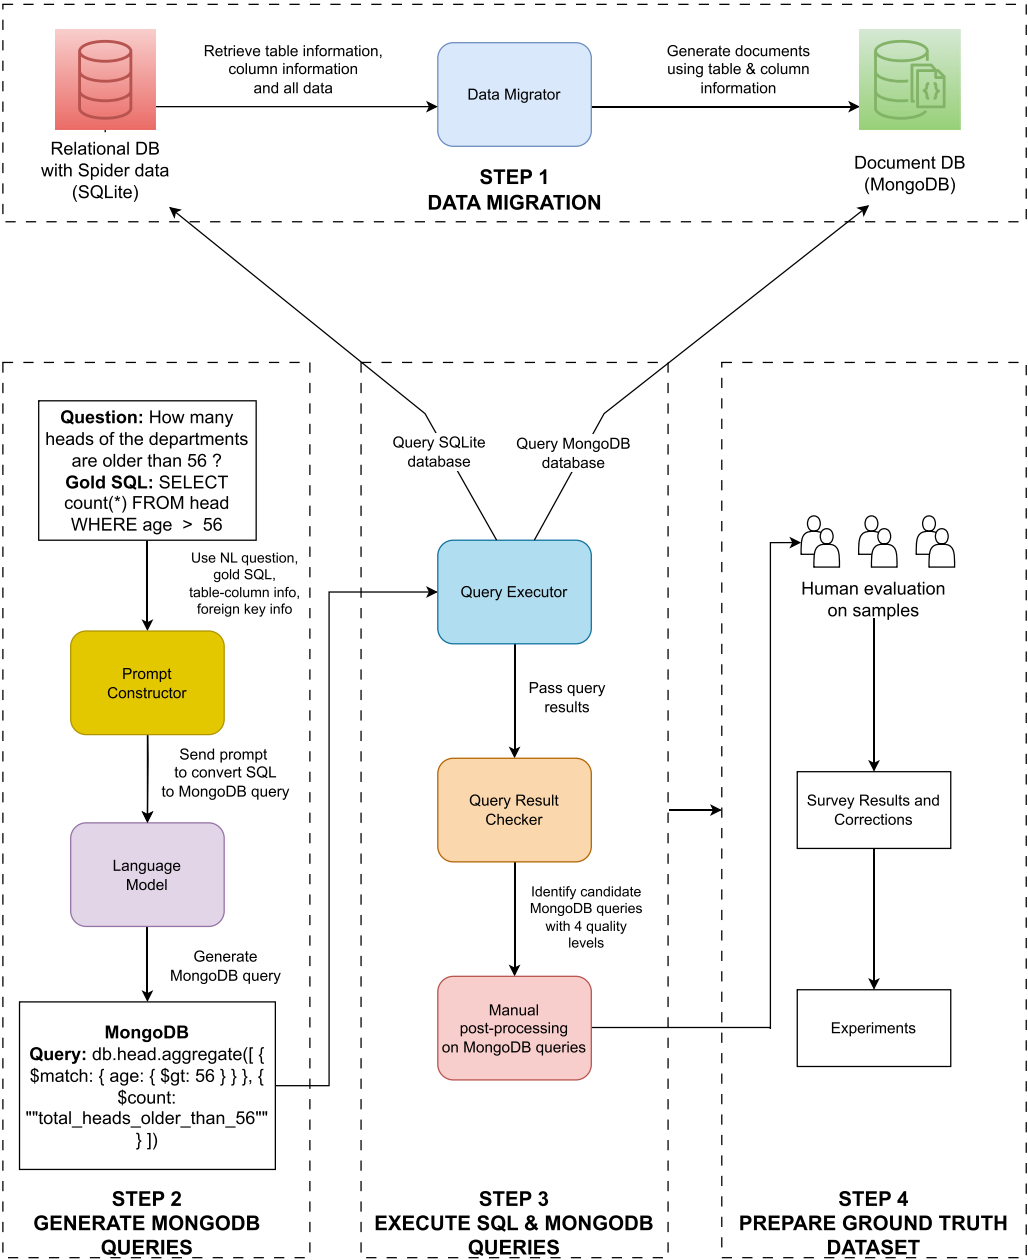 Retrieve table information,
column information
and all data
Data Migrator
Generate documents
using table & column
information
Relational DB
with Spider data
(SQLite)
Document DB
(MongoDB)
STEP 1
DATA MIGRATION
Question: How many
heads of the departments
are older than 56 ?
Gold SQL: SELECT
count(*) FROM head
WHERE age > 56
Use NL question,
gold SQL,
table-column info,
foreign key info
Prompt
Constructor
Send prompt
to convert SQL
to MongoDB query
Language
Model
Generate
MongoDB query
MongoDB
Query: db.head.aggregate([ {
$match: { age: { $gt: 56 } } }, {
$count:
""total_heads_older_than_56""
} ])
STEP 2
GENERATE MONGODB
QUERIES
Query SQLite
database
Query MongoDB
database
Query Executor
Pass query
results
Query Result
Checker
Identify candidate
MongoDB queries
with 4 quality
levels
Manual
post-processing
on MongoDB queries
STEP 3
EXECUTE SQL & MONGODB
QUERIES
Human evaluation
on samples
Survey Results and
Corrections
Experiments
STEP 4
PREPARE GROUND TRUTH
DATASET